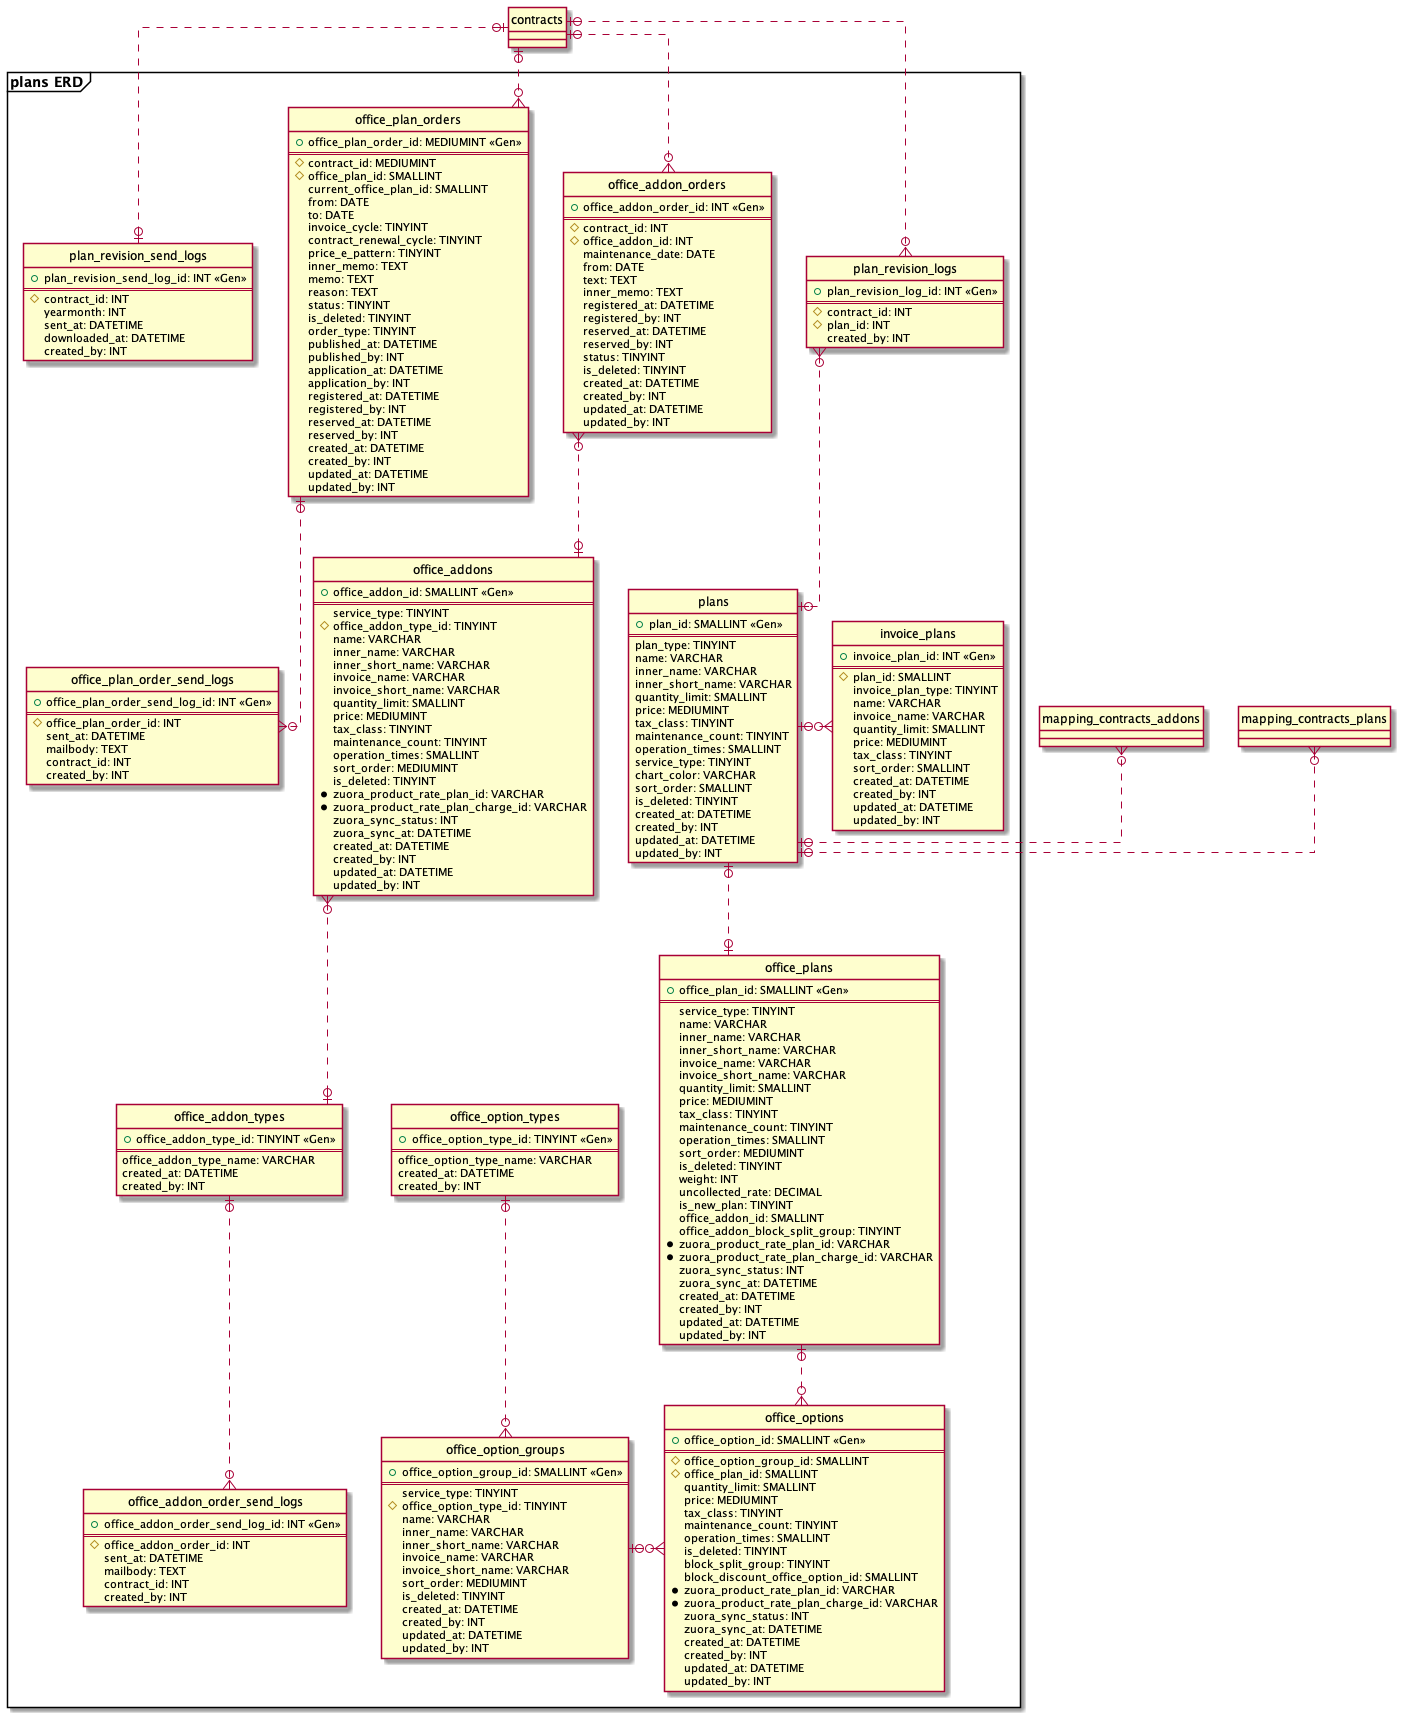 contracts
plans ERD
office_plan_orders
office_plan_order_id: MEDIUMINT «Gen»
contract_id: MEDIUMINT
office_plan_id: SMALLINT
current_office_plan_id: SMALLINT
from: DATE
to: DATE
invoice_cycle: TINYINT
contract_renewal_cycle: TINYINT
price_e_pattern: TINYINT
inner_memo: TEXT
memo: TEXT
reason: TEXT
status: TINYINT
is_deleted: TINYINT
order_type: TINYINT
published_at: DATETIME
published_by: INT
application_at: DATETIME
application_by: INT
registered_at: DATETIME
registered_by: INT
reserved_at: DATETIME
reserved_by: INT
created_at: DATETIME
created_by: INT
updated_at: DATETIME
updated_by: INT
office_addon_orders
office_addon_order_id: INT «Gen»
contract_id: INT
office_addon_id: INT
maintenance_date: DATE
from: DATE
text: TEXT
inner_memo: TEXT
registered_at: DATETIME
registered_by: INT
reserved_at: DATETIME
reserved_by: INT
status: TINYINT
is_deleted: TINYINT
created_at: DATETIME
created_by: INT
updated_at: DATETIME
updated_by: INT
plan_revision_send_logs
plan_revision_send_log_id: INT «Gen»
contract_id: INT
yearmonth: INT
sent_at: DATETIME
downloaded_at: DATETIME
created_by: INT
plan_revision_logs
plan_revision_log_id: INT «Gen»
contract_id: INT
plan_id: INT
created_by: INT
office_addons
office_addon_id: SMALLINT «Gen»
service_type: TINYINT
office_addon_type_id: TINYINT
name: VARCHAR
inner_name: VARCHAR
inner_short_name: VARCHAR
invoice_name: VARCHAR
invoice_short_name: VARCHAR
quantity_limit: SMALLINT
price: MEDIUMINT
tax_class: TINYINT
maintenance_count: TINYINT
operation_times: SMALLINT
sort_order: MEDIUMINT
is_deleted: TINYINT
zuora_product_rate_plan_id: VARCHAR
zuora_product_rate_plan_charge_id: VARCHAR
zuora_sync_status: INT
zuora_sync_at: DATETIME
created_at: DATETIME
created_by: INT
updated_at: DATETIME
updated_by: INT
plans
plan_id: SMALLINT «Gen»
plan_type: TINYINT
name: VARCHAR
inner_name: VARCHAR
inner_short_name: VARCHAR
quantity_limit: SMALLINT
price: MEDIUMINT
tax_class: TINYINT
maintenance_count: TINYINT
operation_times: SMALLINT
service_type: TINYINT
chart_color: VARCHAR
sort_order: SMALLINT
is_deleted: TINYINT
created_at: DATETIME
created_by: INT
updated_at: DATETIME
updated_by: INT
invoice_plans
invoice_plan_id: INT «Gen»
plan_id: SMALLINT
invoice_plan_type: TINYINT
name: VARCHAR
invoice_name: VARCHAR
quantity_limit: SMALLINT
price: MEDIUMINT
tax_class: TINYINT
sort_order: SMALLINT
created_at: DATETIME
created_by: INT
updated_at: DATETIME
updated_by: INT
office_plan_order_send_logs
office_plan_order_send_log_id: INT «Gen»
office_plan_order_id: INT
sent_at: DATETIME
mailbody: TEXT
contract_id: INT
created_by: INT
mapping_contracts_addons
mapping_contracts_plans
office_plans
office_plan_id: SMALLINT «Gen»
service_type: TINYINT
name: VARCHAR
inner_name: VARCHAR
inner_short_name: VARCHAR
invoice_name: VARCHAR
invoice_short_name: VARCHAR
quantity_limit: SMALLINT
price: MEDIUMINT
tax_class: TINYINT
maintenance_count: TINYINT
operation_times: SMALLINT
sort_order: MEDIUMINT
is_deleted: TINYINT
weight: INT
uncollected_rate: DECIMAL
is_new_plan: TINYINT
office_addon_id: SMALLINT
office_addon_block_split_group: TINYINT
zuora_product_rate_plan_id: VARCHAR
zuora_product_rate_plan_charge_id: VARCHAR
zuora_sync_status: INT
zuora_sync_at: DATETIME
created_at: DATETIME
created_by: INT
updated_at: DATETIME
updated_by: INT
office_addon_types
office_addon_type_id: TINYINT «Gen»
office_addon_type_name: VARCHAR
created_at: DATETIME
created_by: INT
office_option_types
office_option_type_id: TINYINT «Gen»
office_option_type_name: VARCHAR
created_at: DATETIME
created_by: INT
office_options
office_option_id: SMALLINT «Gen»
office_option_group_id: SMALLINT
office_plan_id: SMALLINT
quantity_limit: SMALLINT
price: MEDIUMINT
tax_class: TINYINT
maintenance_count: TINYINT
operation_times: SMALLINT
is_deleted: TINYINT
block_split_group: TINYINT
block_discount_office_option_id: SMALLINT
zuora_product_rate_plan_id: VARCHAR
zuora_product_rate_plan_charge_id: VARCHAR
zuora_sync_status: INT
zuora_sync_at: DATETIME
created_at: DATETIME
created_by: INT
updated_at: DATETIME
updated_by: INT
office_option_groups
office_option_group_id: SMALLINT «Gen»
service_type: TINYINT
office_option_type_id: TINYINT
name: VARCHAR
inner_name: VARCHAR
inner_short_name: VARCHAR
invoice_name: VARCHAR
invoice_short_name: VARCHAR
sort_order: MEDIUMINT
is_deleted: TINYINT
created_at: DATETIME
created_by: INT
updated_at: DATETIME
updated_by: INT
office_addon_order_send_logs
office_addon_order_send_log_id: INT «Gen»
office_addon_order_id: INT
sent_at: DATETIME
mailbody: TEXT
contract_id: INT
created_by: INT